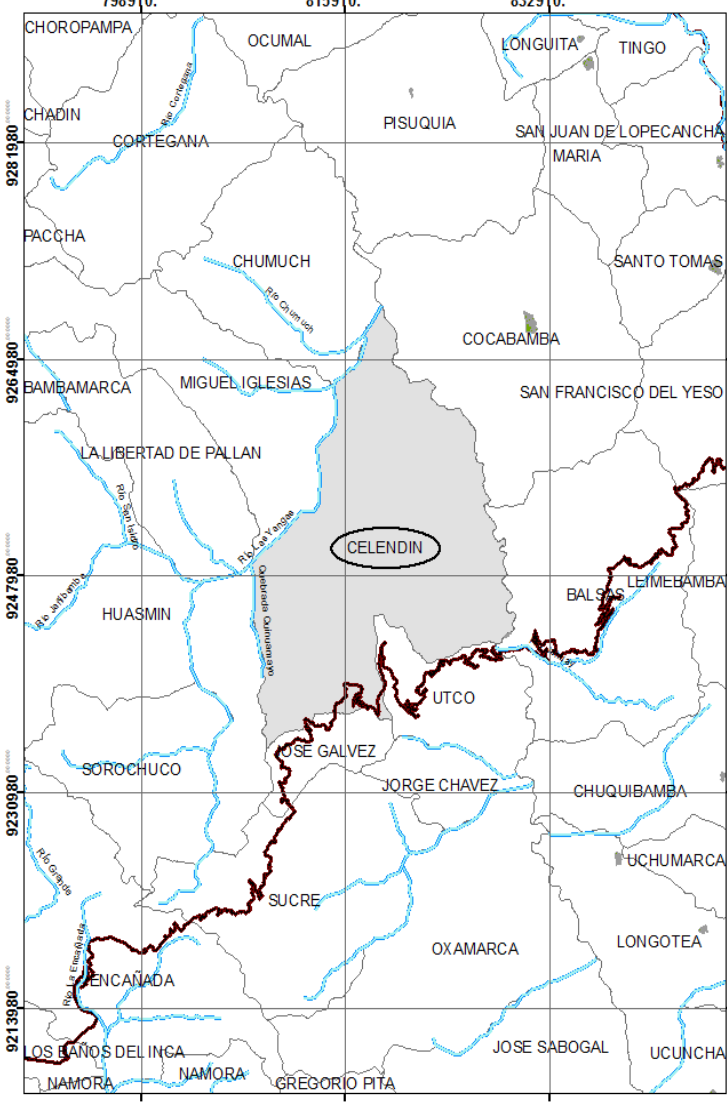 CHOROPAMPA
OCUMAL
LONGUITA
TINGO
CHADIN
Río Cortegana
PISUQUIA
SAN JUAN DE LOPECANCHA
CORTEGANA
MARIA
9281980
PACCHA
CHUMUCH
SANTO TOMAS
Río Chumuch
COCABAMBA
9264980
BAMBAMARCA
MIGUEL IGLESIAS
SAN FRANCISCO DEL YESO
LA LIBERTAD DE PALLAN
Río San Isidro
Río Las Yangas
CELENDIN
9247980
Río Jadibamba
Quebrada Quinuamayo
LEIMEBAMBA
BALSAS
HUASMIN
UTCO
JOSE GALVEZ
SOROCHUCO
JORGE CHAVEZ
CHUQUIBAMBA
9230980
Río Grande
UCHUMARCA
SUCRE
Río La Encañada
OXAMARCA
LONGOTEA
ENCAÑADA
9213980
LOS BAÑOS DEL INCA
JOSE SABOGAL
UCUNCHA
NAMORA
NAMORA
GREGORIO PITA